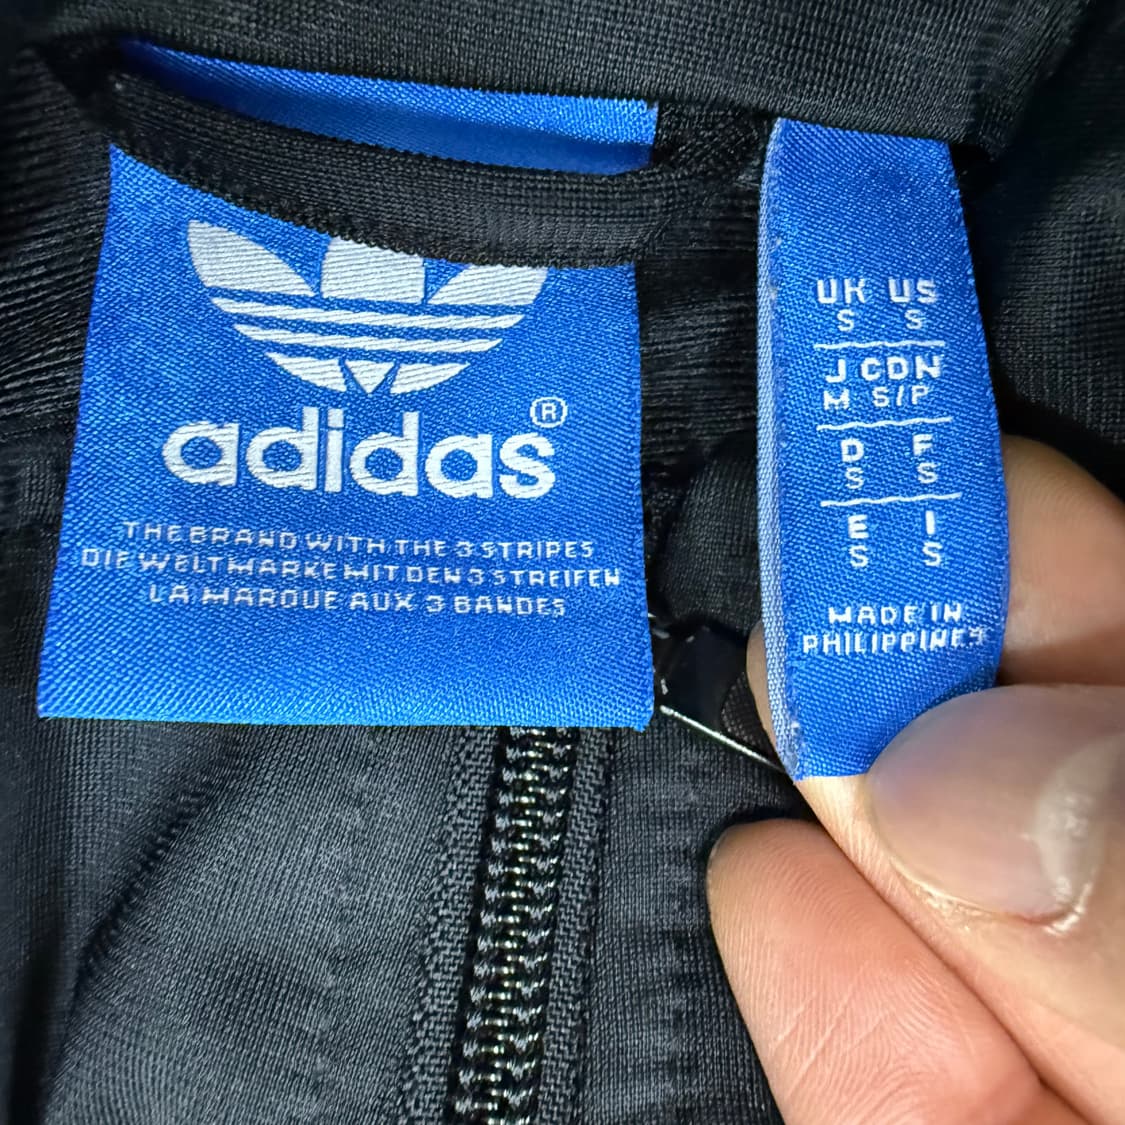 adidas®
THE BRAND WITH THE 3 STRIPES
DIE WELTMARKE MIT DEN 3 STREIFEN
LA MARQUE AUX 3 BANDES
UK US
S S
J CDN
M S/P
D F
S S
E I
S S
MADE IN
PHILIPPINES